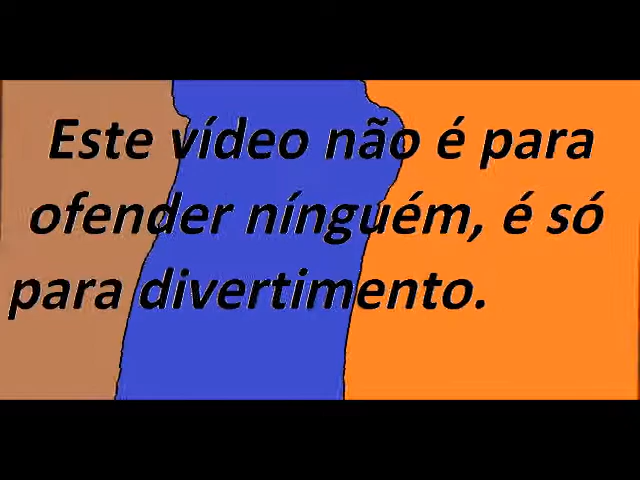 Este vídeo não é para
ofender nínguém, é só
para divertimento.